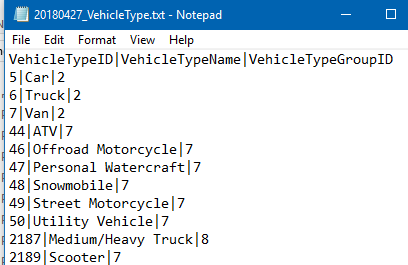 20180427_VehicleType.txt - Notepad
File Edit Format View Help
VehicleTypeID|VehicleTypeName|VehicleTypeGroupID
5|Car|2
6|Truck|2
7|Van|2
44|ATV|7
46|Offroad Motorcycle|7
47|Personal Watercraft|7
48|Snowmobile|7
49|Street Motorcycle|7
50|Utility Vehicle|7
2187|Medium/Heavy Truck|8
2189|Scooter|7